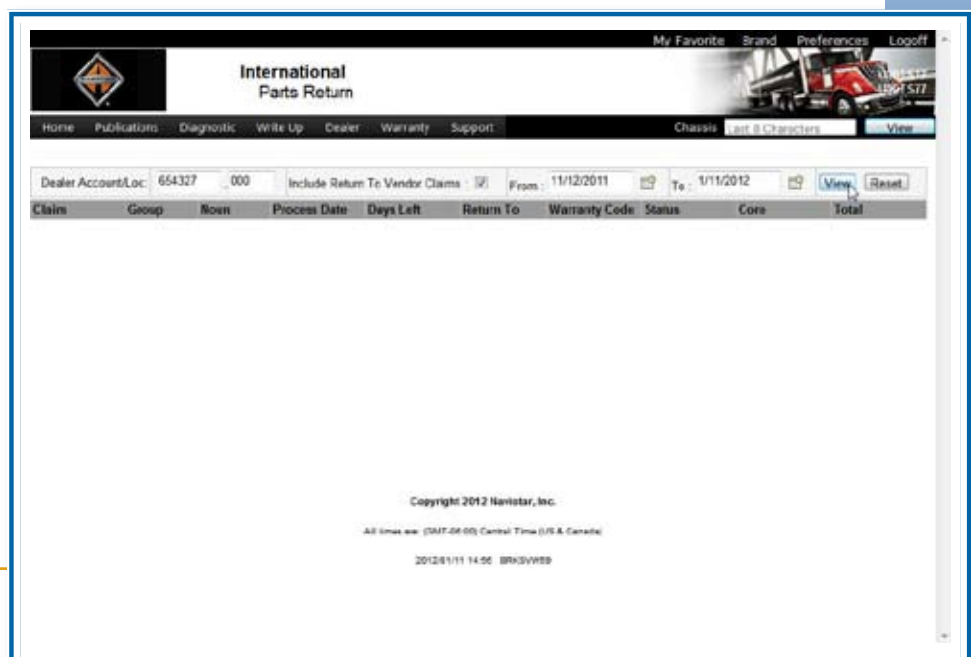 My Favorite Brand Preferences Logoff
International
Parts Return
Home Publications Diagnostic Write Up Dealer Warranty Support Chassis Last 8 Characters View
Dealer Account/Loc: 654327 000 Include Return To Vendor Claims : From : 11/12/2011 To : 1/11/2012 View Reset
Claim Group Noun Process Date Days Left Return To Warranty Code Status Core Total
Copyright 2012 Navistar, Inc.
All times are: (GMT-06:00) Central Time (US & Canada)
2012/01/11 14:56